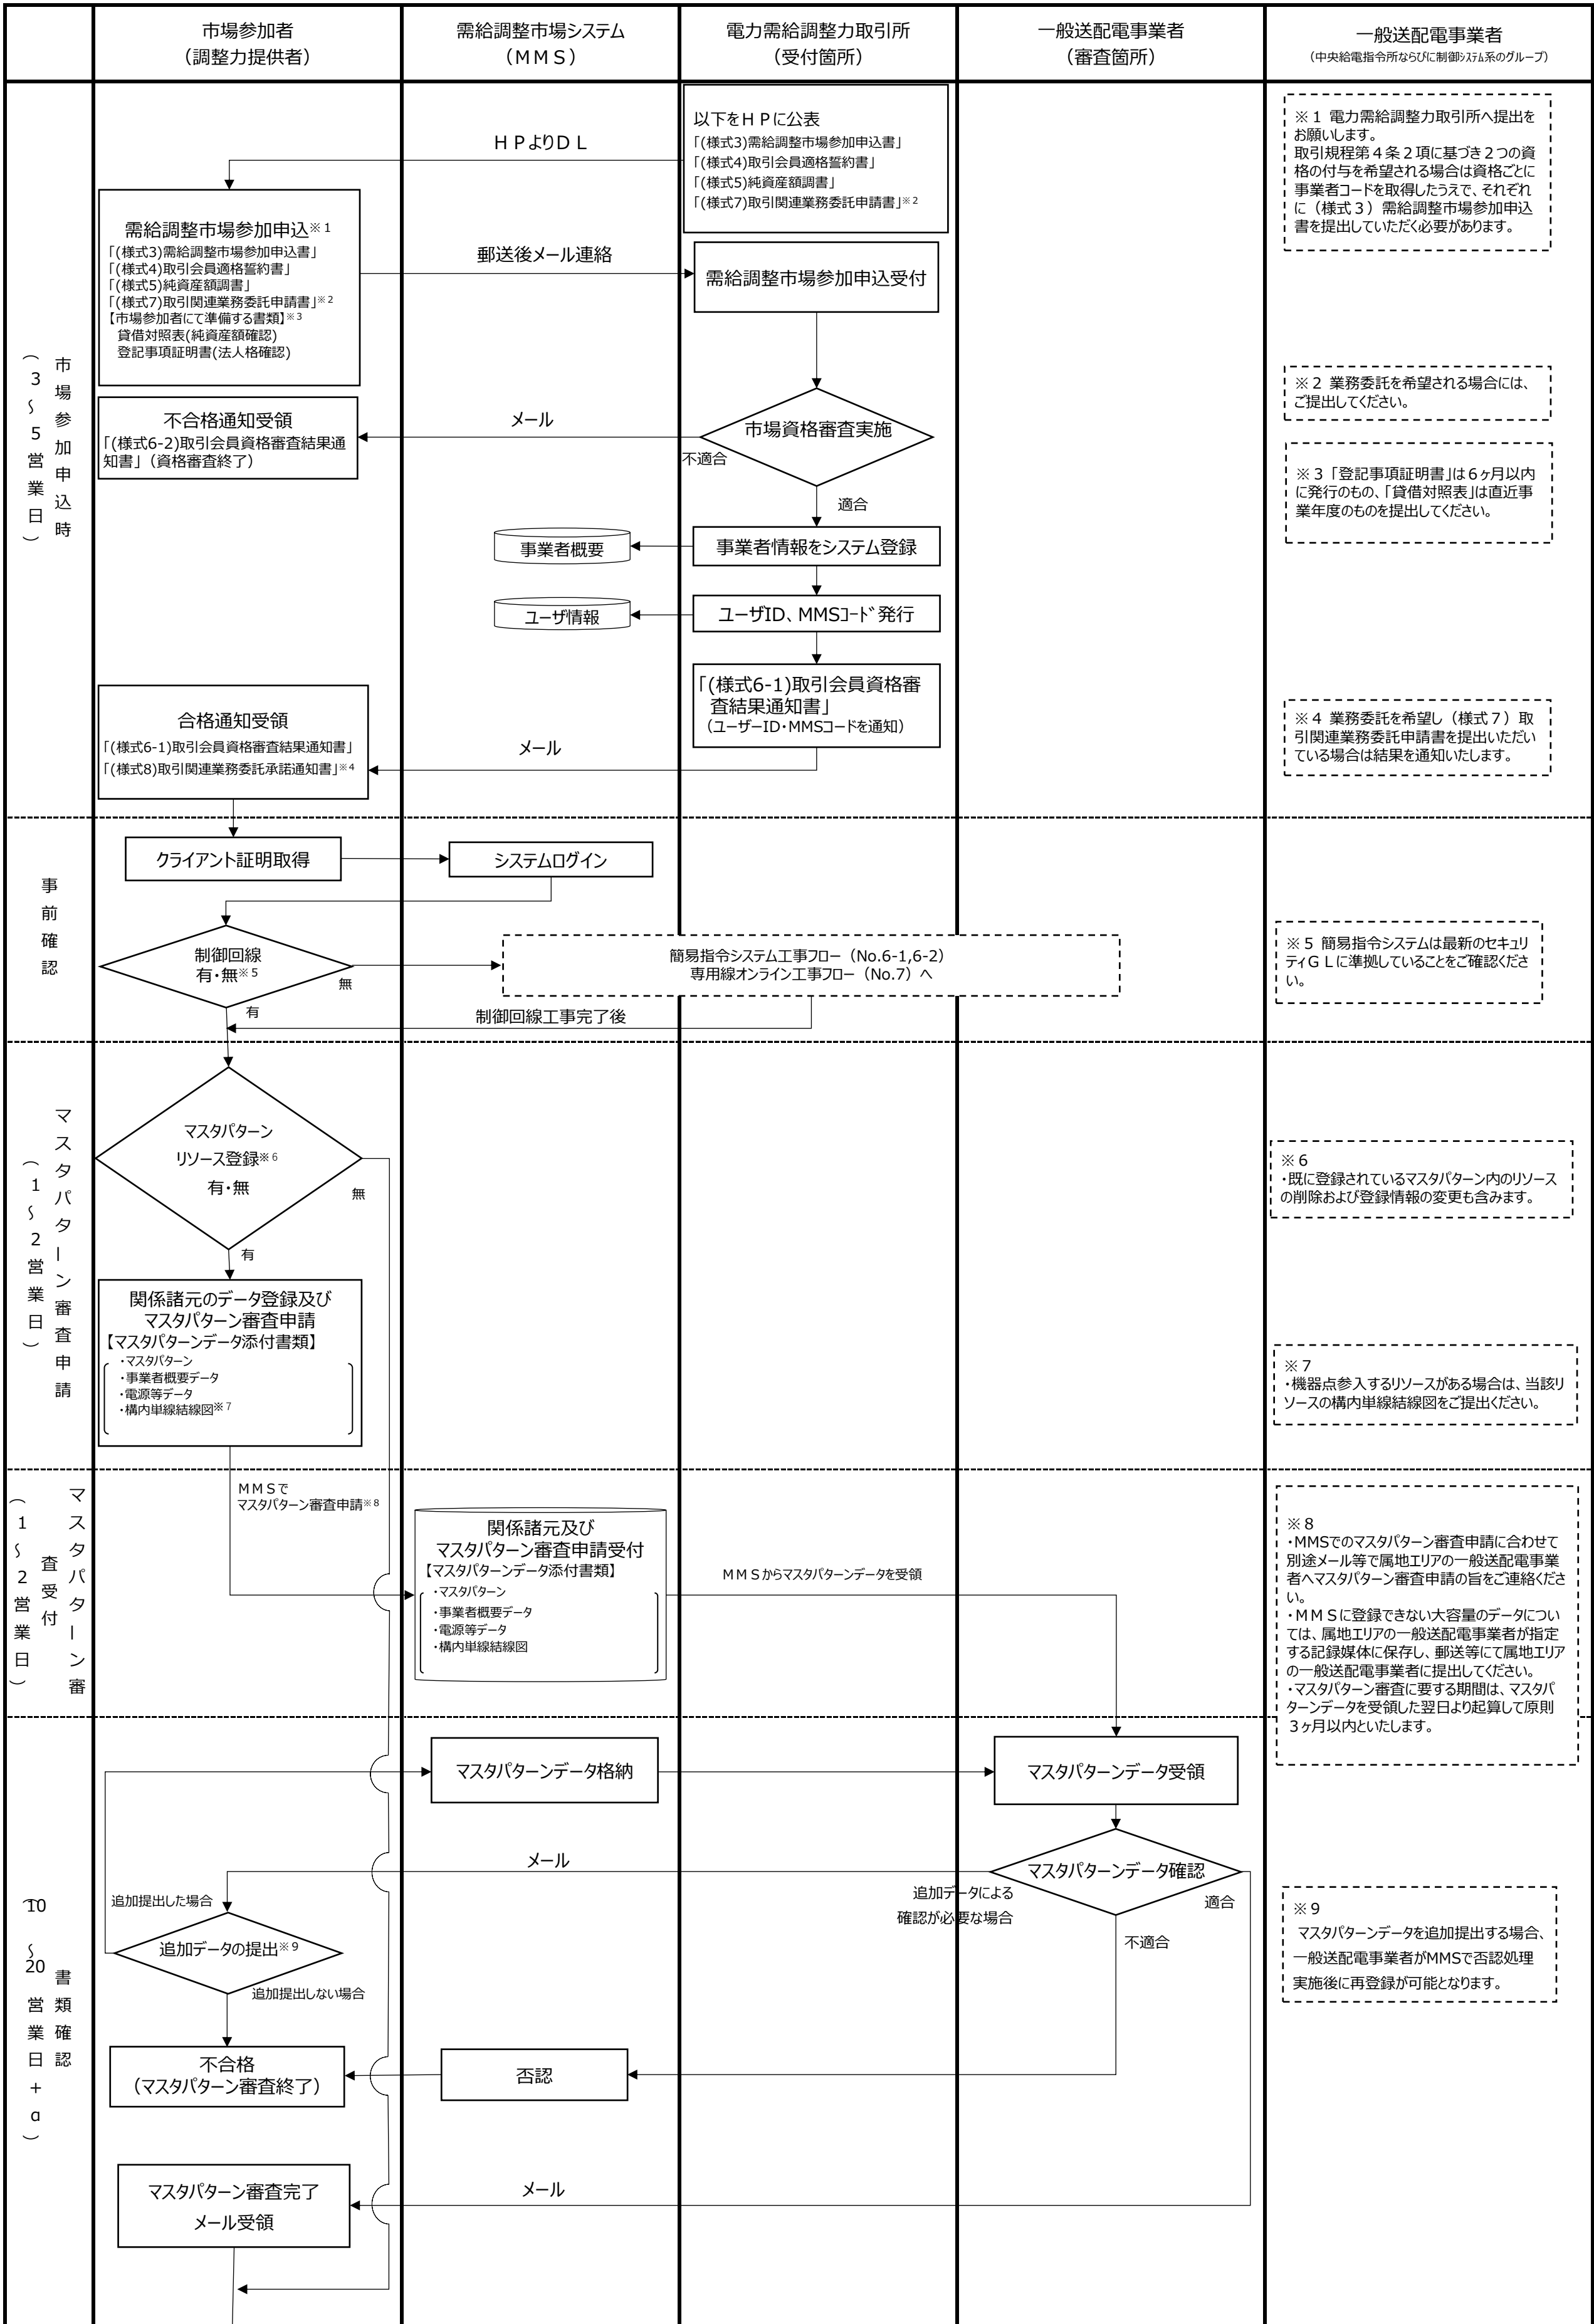 市場参加者
（調整力提供者）
需給調整市場システム
（ＭＭＳ）
電力需給調整力取引所
（受付箇所）
一般送配電事業者
（審査箇所）
一般送配電事業者
（中央給電指令所ならびに制御システム系のグループ）
市場参加申込時
（3～5営業日）
以下をＨＰに公表
「(様式3)需給調整市場参加申込書」
「(様式4)取引会員適格誓約書」
「(様式5)純資産額調書」
「(様式7)取引関連業務委託申請書」※2
ＨＰよりＤＬ
※１ 電力需給調整力取引所へ提出を
お願いします。
取引規程第４条２項に基づき２つの資
格の付与を希望される場合は資格ごとに
事業者コードを取得したうえで、それぞれ
に（様式３）需給調整市場参加申込
書を提出していただく必要があります。
需給調整市場参加申込※1
「(様式3)需給調整市場参加申込書」
「(様式4)取引会員適格誓約書」
「(様式5)純資産額調書」
「(様式7)取引関連業務委託申請書」※2
【市場参加者にて準備する書類】※3
貸借対照表(純資産額確認)
登記事項証明書(法人格確認)
郵送後メール連絡
需給調整市場参加申込受付
※２ 業務委託を希望される場合には、
ご提出してください。
不合格通知受領
「(様式6-2)取引会員資格審査結果通
知書」（資格審査終了）
メール
市場資格審査実施
不適合
適合
※３「登記事項証明書」は６ヶ月以内
に発行のもの、「貸借対照表」は直近事
業年度のものを提出してください。
事業者概要
事業者情報をシステム登録
ユーザ情報
ユーザID、MMSｺｰﾄﾞ発行
「(様式6-1)取引会員資格審
査結果通知書」
（ユーザーID・MMSコードを通知）
合格通知受領
「(様式6-1)取引会員資格審査結果通知書」
「(様式8)取引関連業務委託承諾通知書」※4
メール
※４ 業務委託を希望し（様式７）取
引関連業務委託申請書を提出いただい
ている場合は結果を通知いたします。
事前確認
クライアント証明取得
システムログイン
制御回線
有・無※5
無
有
簡易指令システム工事フロー（No.6-1,6-2）
専用線オンライン工事フロー（No.7）へ
制御回線工事完了後
※５ 簡易指令システムは最新のセキュリ
ティＧＬに準拠していることをご確認くださ
い。
マスタパターン審査申請
（1～2営業日）
マスタパターン
リソース登録※6
有・無
無
有
※６
・既に登録されているマスタパターン内のリソース
の削除および登録情報の変更も含みます。
関係諸元のデータ登録及び
マスタパターン審査申請
【マスタパターンデータ添付書類】
・マスタパターン
・事業者概要データ
・電源等データ
・構内単線結線図※7
※７
・機器点参入するリソースがある場合は、当該リ
ソースの構内単線結線図をご提出ください。
マスタパターン審
査受付
（1～2営業日）
ＭＭＳで
マスタパターン審査申請※8
関係諸元及び
マスタパターン審査申請受付
【マスタパターンデータ添付書類】
・マスタパターン
・事業者概要データ
・電源等データ
・構内単線結線図
ＭＭＳからマスタパターンデータを受領
※８
・MMSでのマスタパターン審査申請に合わせて
別途メール等で属地エリアの一般送配電事業
者へマスタパターン審査申請の旨をご連絡くださ
い。
・ＭＭＳに登録できない大容量のデータについ
ては、属地エリアの一般送配電事業者が指定
する記録媒体に保存し、郵送等にて属地エリア
の一般送配電事業者に提出してください。
・マスタパターン審査に要する期間は、マスタパ
ターンデータを受領した翌日より起算して原則
３ヶ月以内といたします。
書類確認
（10～20営業日＋α）
マスタパターンデータ格納
マスタパターンデータ受領
メール
マスタパターンデータ確認
追加データによる
確認が必要な場合
適合
不適合
追加提出した場合
追加データの提出※9
追加提出しない場合
※９
マスタパターンデータを追加提出する場合、
一般送配電事業者がMMSで否認処理
実施後に再登録が可能となります。
不合格
（マスタパターン審査終了）
否認
マスタパターン審査完了
メール受領
メール